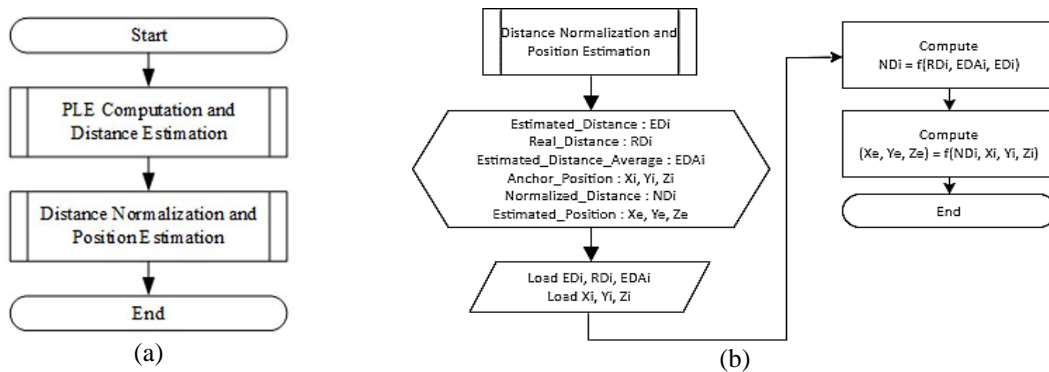 Start
PLE Computation and
Distance Estimation
Distance Normalization and
Position Estimation
End
(a)
Distance Normalization and
Position Estimation
Estimated_Distance : EDi
Real_Distance : RDi
Estimated_Distance_Average : EDAi
Anchor_Position : Xi, Yi, Zi
Normalized_Distance : NDi
Estimated_Position : Xe, Ye, Ze
Load EDi, RDi, EDAi
Load Xi, Yi, Zi
Compute
NDi = f(RDi, EDAi, EDi)
Compute
(Xe, Ye, Ze) = f(NDi, Xi, Yi, Zi)
End
(b)